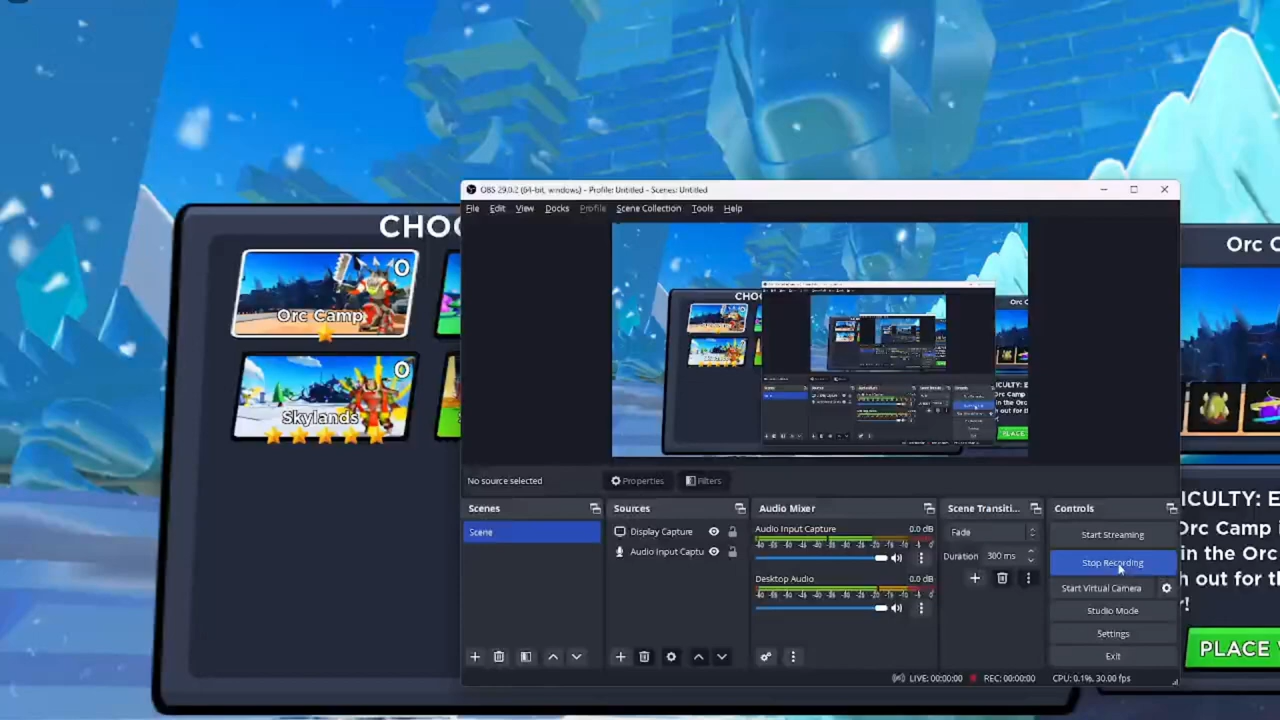 OBS 29.0.2 (64-bit, windows) - Profile: Untitled - Scenes: Untitled
File Edit View Docks Profile Scene Collection Tools Help
CHOO
Orc C
0
Orc Camp
0
Skylands
No source selected
Properties
Filters
Scenes
Sources
Audio Mixer
Scene Transiti...
Controls
Scene
Display Capture
Audio Input Captu
Audio Input Capture 0.0 dB
Desktop Audio 0.0 dB
Fade
Duration 300 ms
Start Streaming
Stop Recording
Start Virtual Camera
Studio Mode
Settings
Exit
LIVE: 00:00:00 REC: 00:00:00 CPU: 0.1%, 30.00 fps
ICULTY: E
Orc Camp
in the Orc
h out for th
r!
PLACE